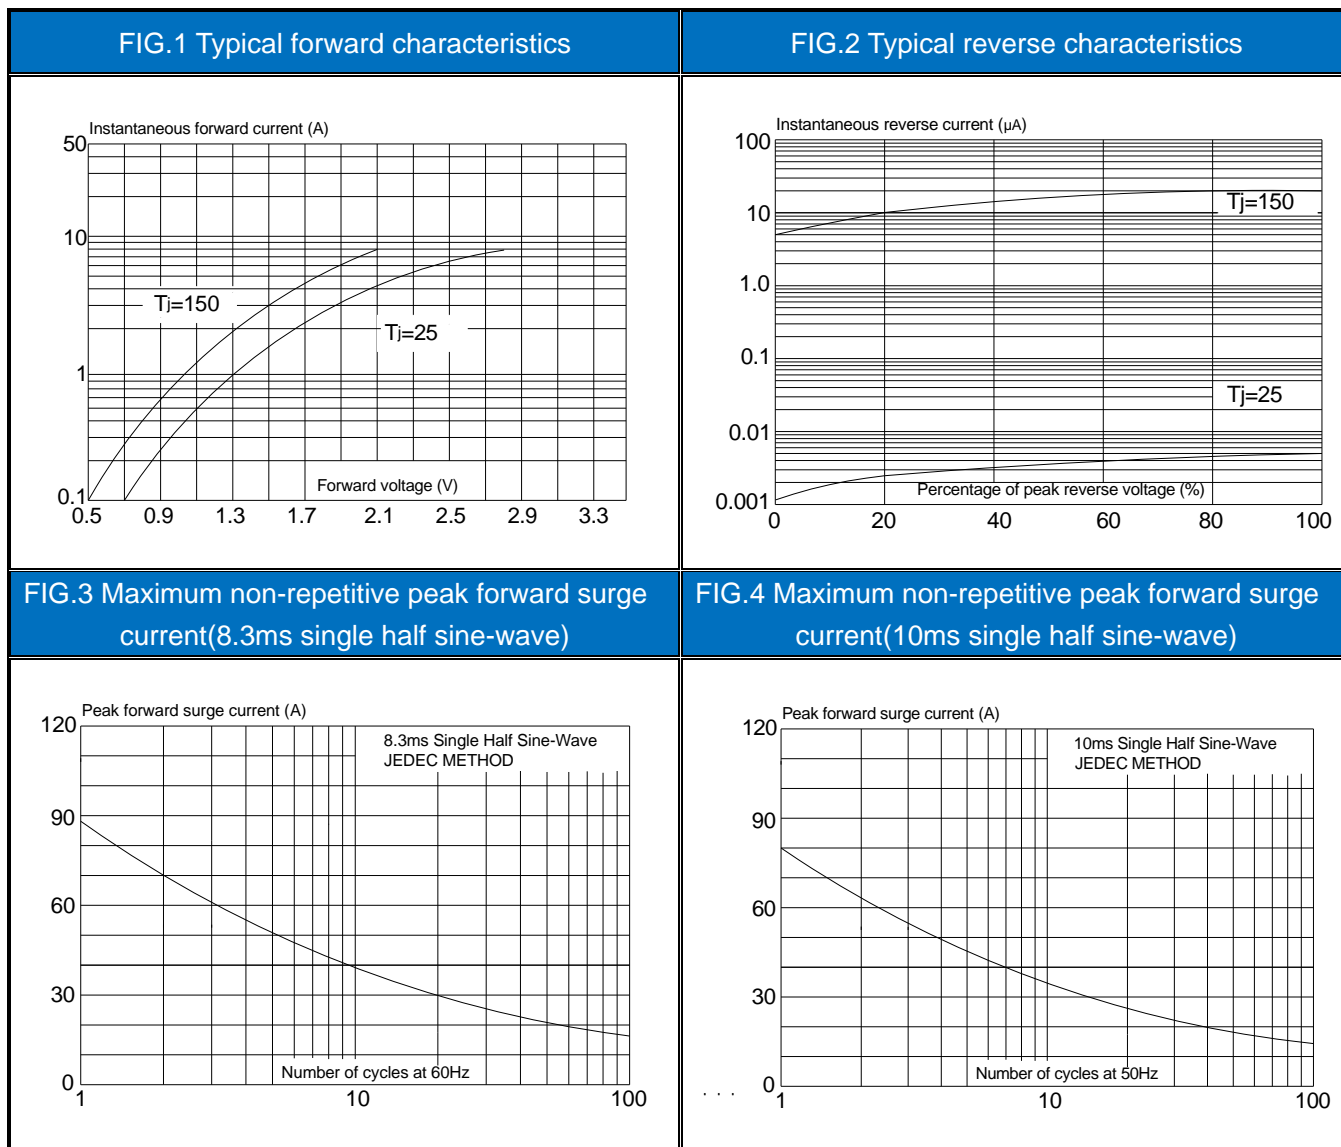 FIG.1 Typical forward characteristics
FIG.2 Typical reverse characteristics
Instantaneous forward current (A)
50
10
1
0.1
Tj=150
Tj=25
Forward voltage (V)
0.5 0.9 1.3 1.7 2.1 2.5 2.9 3.3
Instantaneous reverse current (μA)
100
10
1.0
0.1
0.01
0.001
Tj=150
Tj=25
Percentage of peak reverse voltage (%)
0 20 40 60 80 100
FIG.3 Maximum non-repetitive peak forward surge
current(8.3ms single half sine-wave)
FIG.4 Maximum non-repetitive peak forward surge
current(10ms single half sine-wave)
Peak forward surge current (A)
120
90
60
30
0
8.3ms Single Half Sine-Wave
JEDEC METHOD
Number of cycles at 60Hz
1 10 100
Peak forward surge current (A)
120
90
60
30
0
10ms Single Half Sine-Wave
JEDEC METHOD
Number of cycles at 50Hz
1 10 100